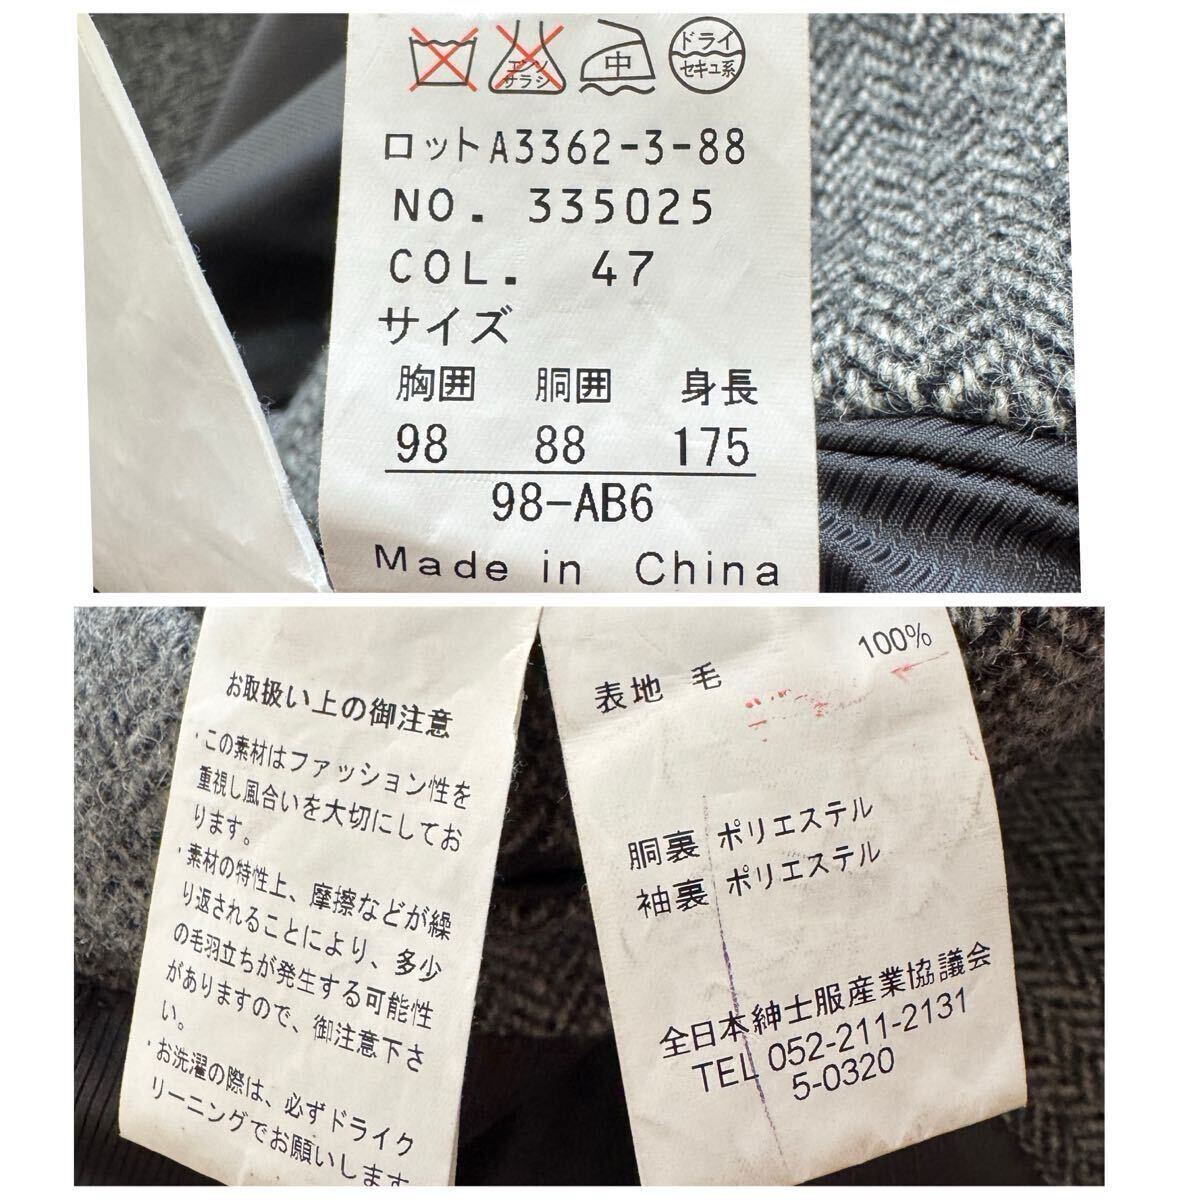 エンソ
サラシ
中
ドライ
セキユ系
ロットA3362-3-88
NO. 335025
COL. 47
サイズ
胸囲 胴囲 身長
98 88 175
98-AB6
Made in China
お取扱い上の御注意
・この素材はファッション性を
重視し風合いを大切にしてお
ります。
・素材の特性上、摩擦などが繰
り返されることにより、多少
の毛羽立ちが発生する可能性
がありますので、御注意下さ
い。
・お洗濯の際は、必ずドライク
リーニングでお願いします
表地 毛 100%
胴裏 ポリエステル
袖裏 ポリエステル
全日本紳士服産業協議会
TEL 052-211-2131
5-0320